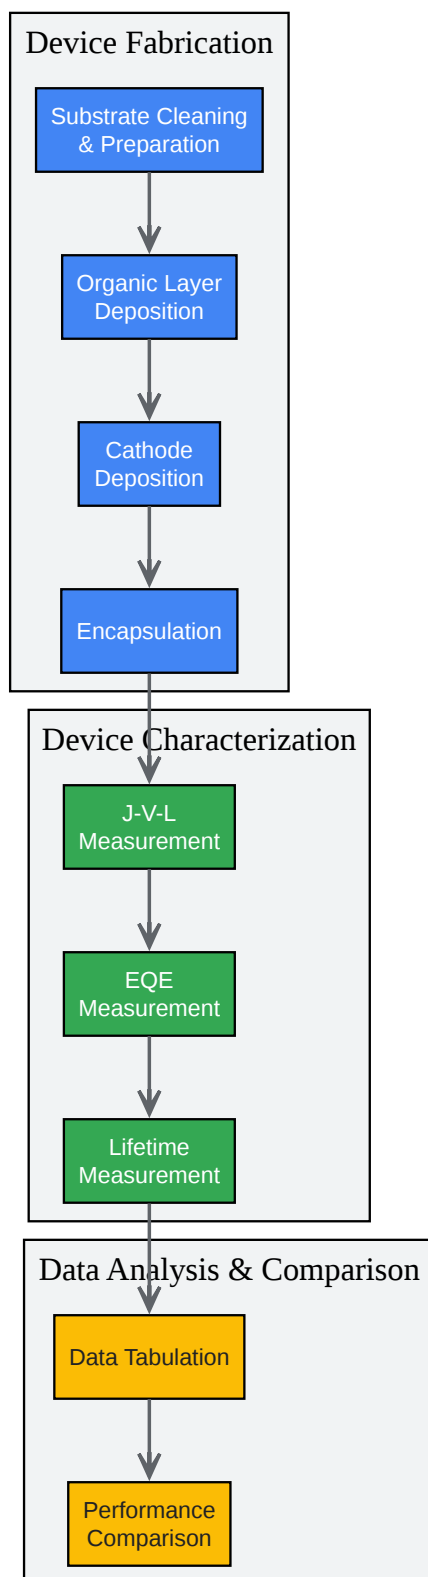 Device Fabrication
Substrate Cleaning
& Preparation
Organic Layer
Deposition
Cathode
Deposition
Encapsulation
Device Characterization
J-V-L
Measurement
EQE
Measurement
Lifetime
Measurement
Data Analysis & Comparison
Data Tabulation
Performance
Comparison